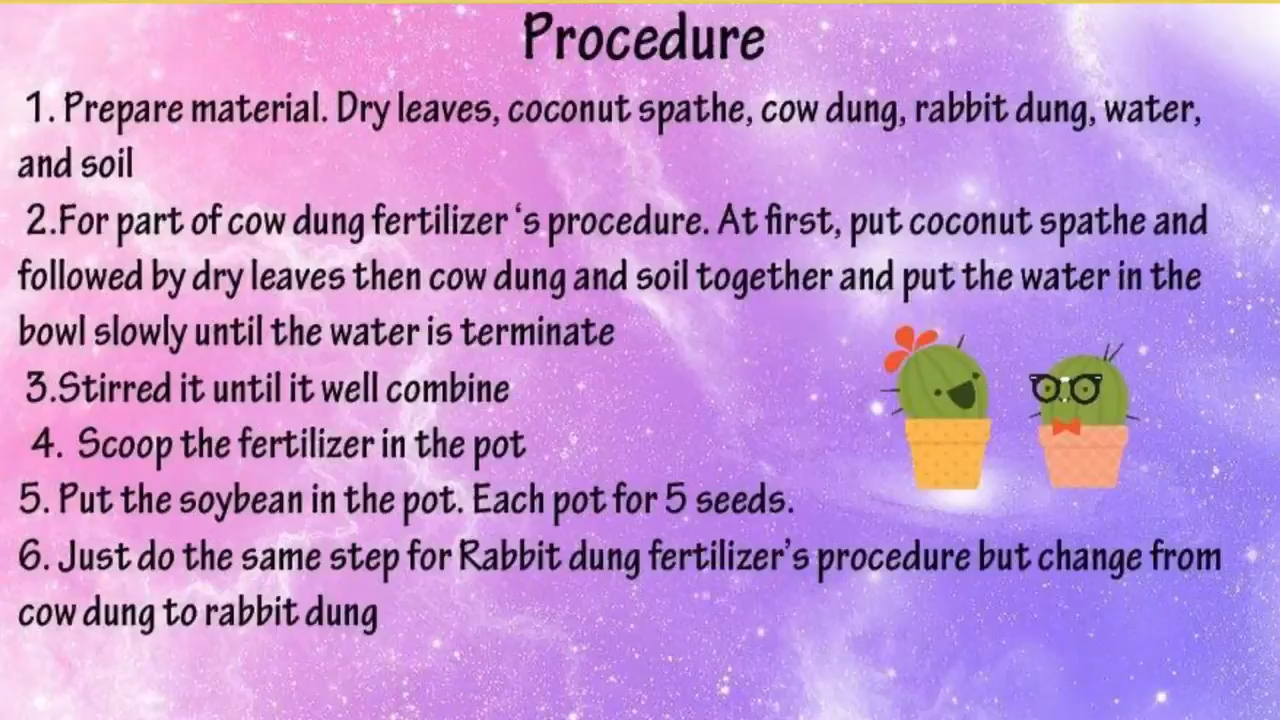 Procedure
1. Prepare material. Dry leaves, coconut spathe, cow dung, rabbit dung, water,
and soil
2.For part of cow dung fertilizer ‘s procedure. At first, put coconut spathe and
followed by dry leaves then cow dung and soil together and put the water in the
bowl slowly until the water is terminate
3.Stirred it until it well combine
4. Scoop the fertilizer in the pot
5. Put the soybean in the pot. Each pot for 5 seeds.
6. Just do the same step for Rabbit dung fertilizer’s procedure but change from
cow dung to rabbit dung